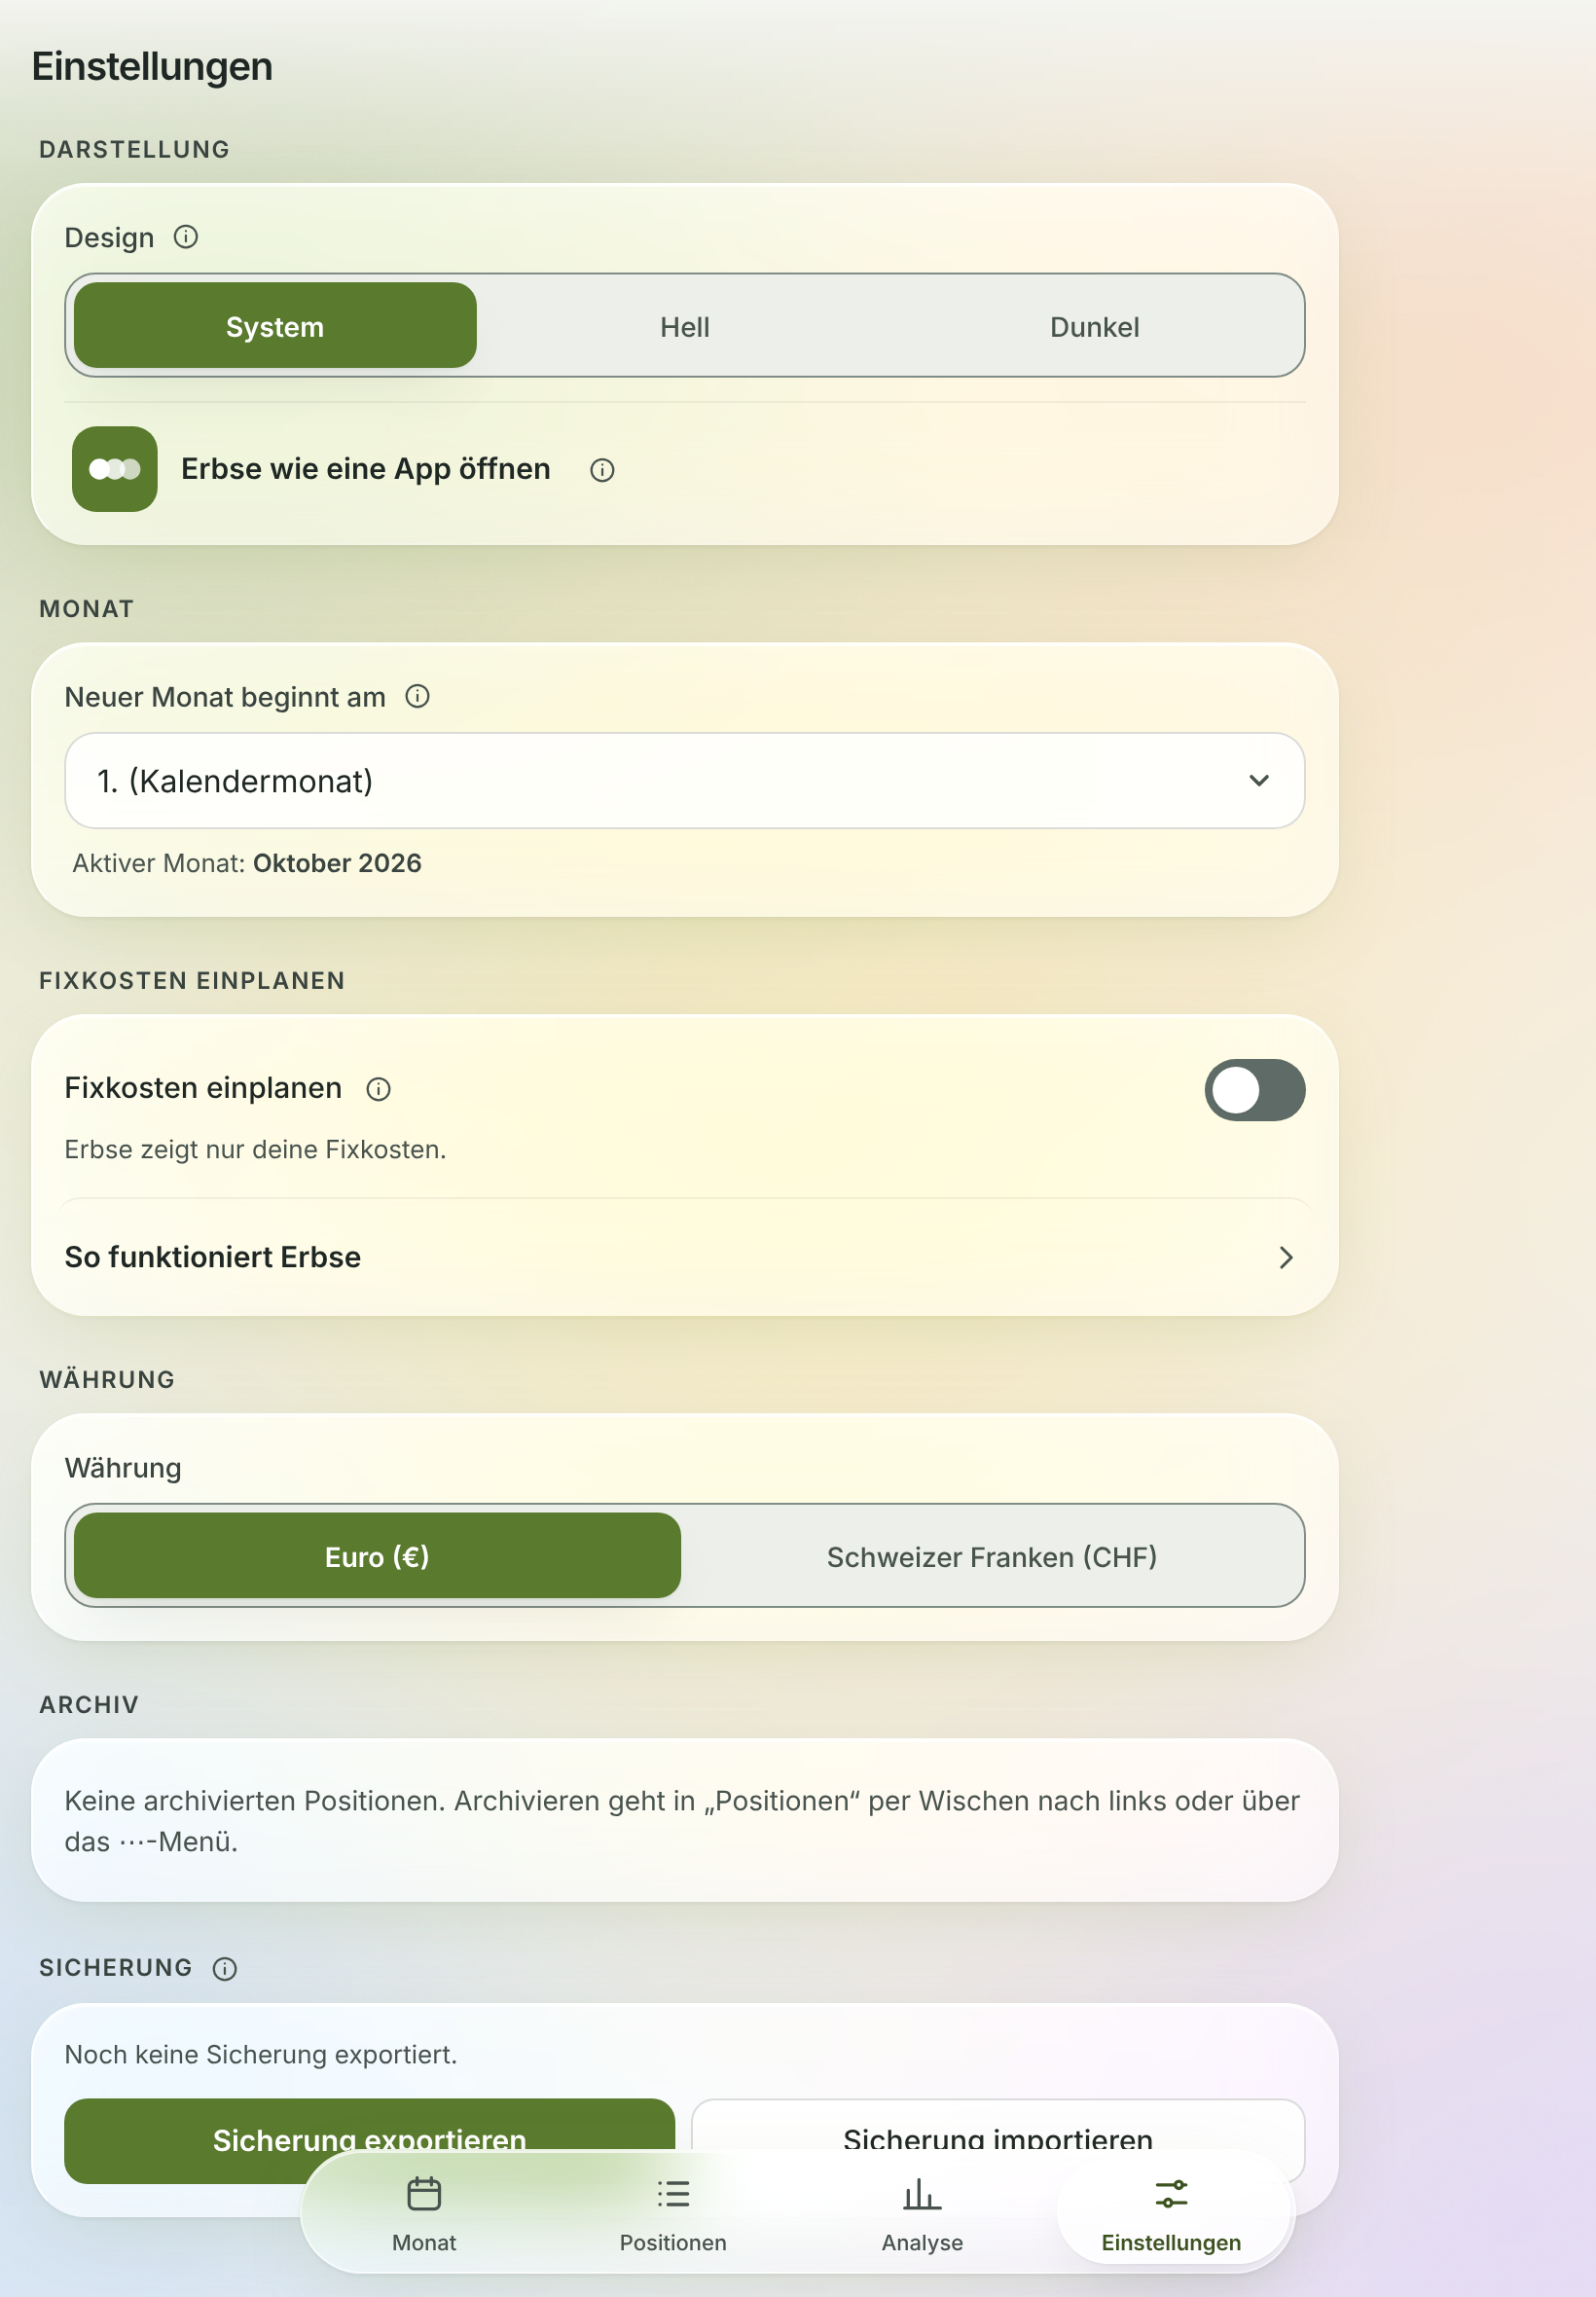 Einstellungen
DARSTELLUNG
Design
System
Hell
Dunkel
Erbse wie eine App öffnen
MONAT
Neuer Monat beginnt am
1. (Kalendermonat)
Aktiver Monat: Oktober 2026
FIXKOSTEN EINPLANEN
Fixkosten einplanen
Erbse zeigt nur deine Fixkosten.
So funktioniert Erbse
WÄHRUNG
Währung
Euro (€)
Schweizer Franken (CHF)
ARCHIV
Keine archivierten Positionen. Archivieren geht in „Positionen“ per Wischen nach links oder über
das ···-Menü.
SICHERUNG
Noch keine Sicherung exportiert.
Sicherung exportieren
Sicherung importieren
Monat
Positionen
Analyse
Einstellungen